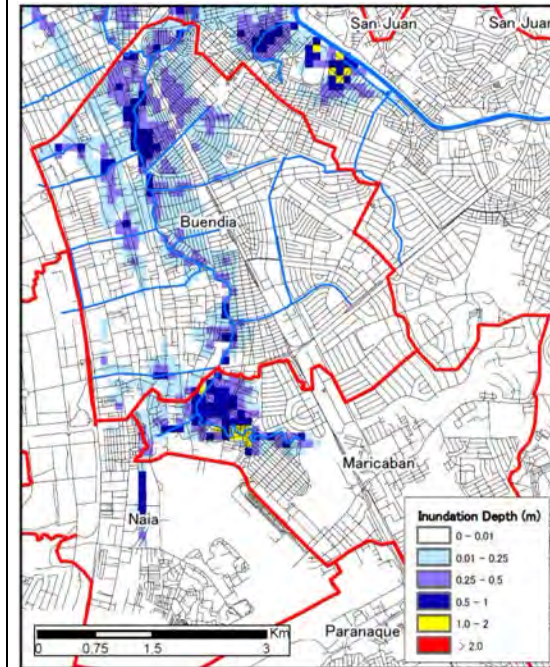 San Juan
San Juan
Buendia
Maricaban
Naia
Paranaque
Inundation Depth (m)
0 - 0.01
0.01 - 0.25
0.25 - 0.5
0.5 - 1
1.0 - 2
> 2.0
Km
0 0.75 1.5 3